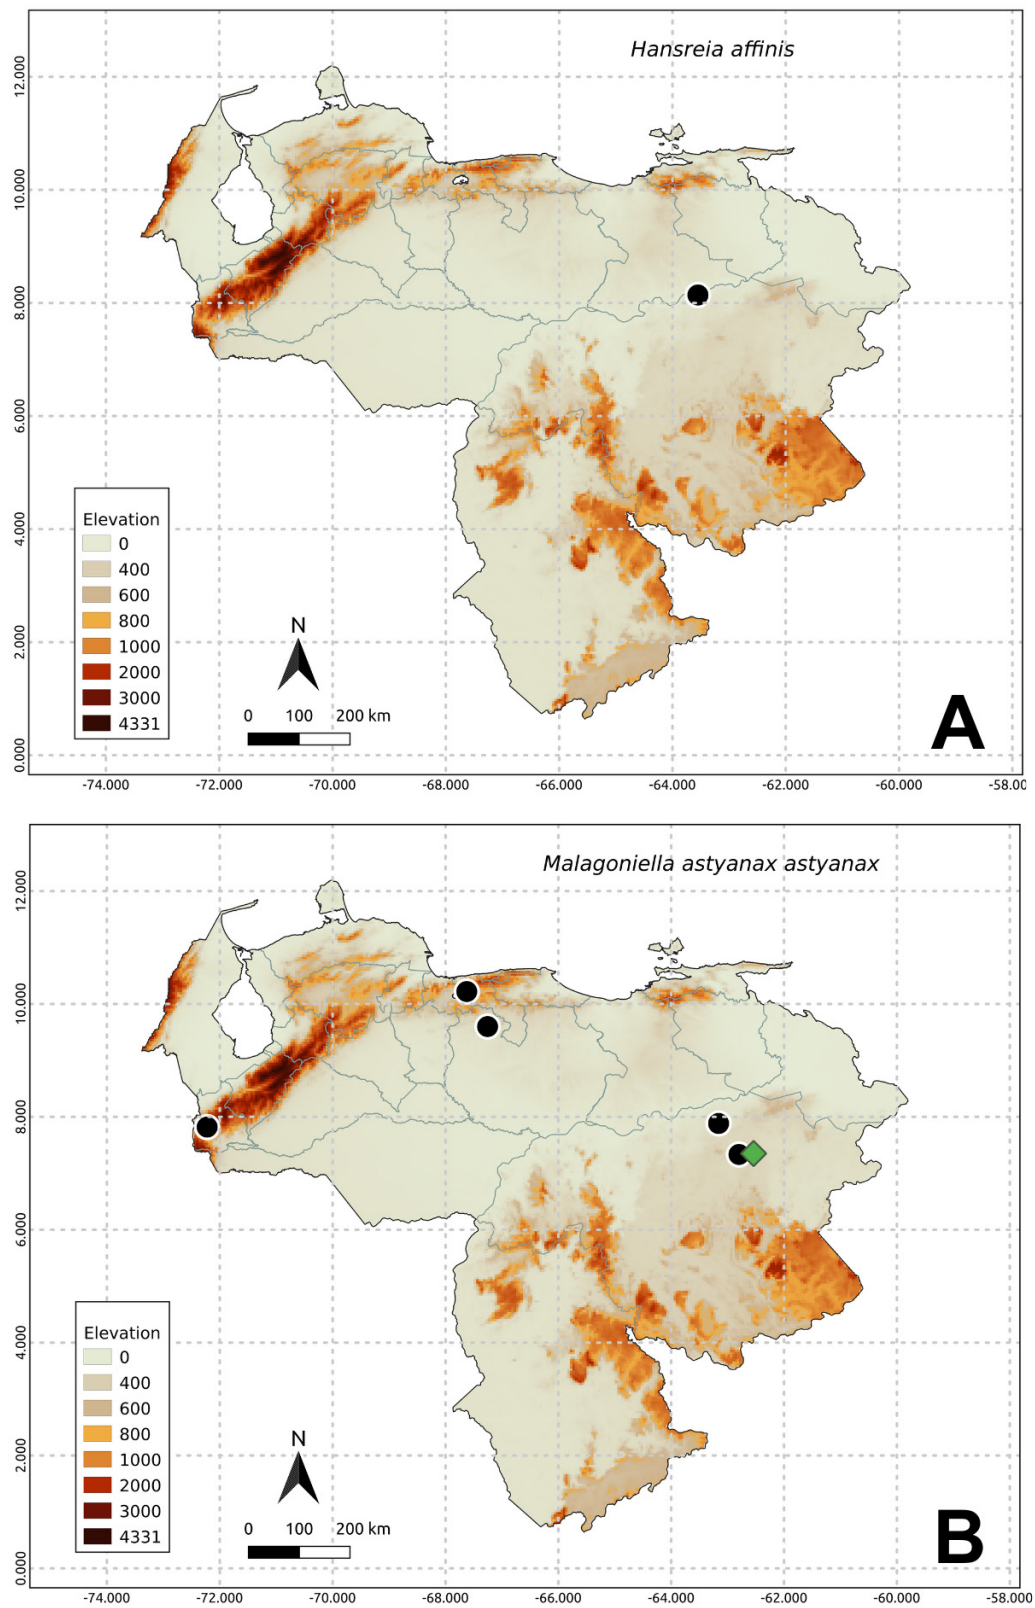 Hansreia affinis
12.000
10.000
8.000
6.000
4.000
2.000
0.000
Elevation
0
400
600
800
1000
2000
3000
4331
N
0 100 200 km
A
-74.000 -72.000 -70.000 -68.000 -66.000 -64.000 -62.000 -60.000 -58.00
Malagoniella astyanax astyanax
12.000
10.000
8.000
6.000
4.000
2.000
0.000
Elevation
0
400
600
800
1000
2000
3000
4331
N
0 100 200 km
B
-74.000 -72.000 -70.000 -68.000 -66.000 -64.000 -62.000 -60.000 -58.000